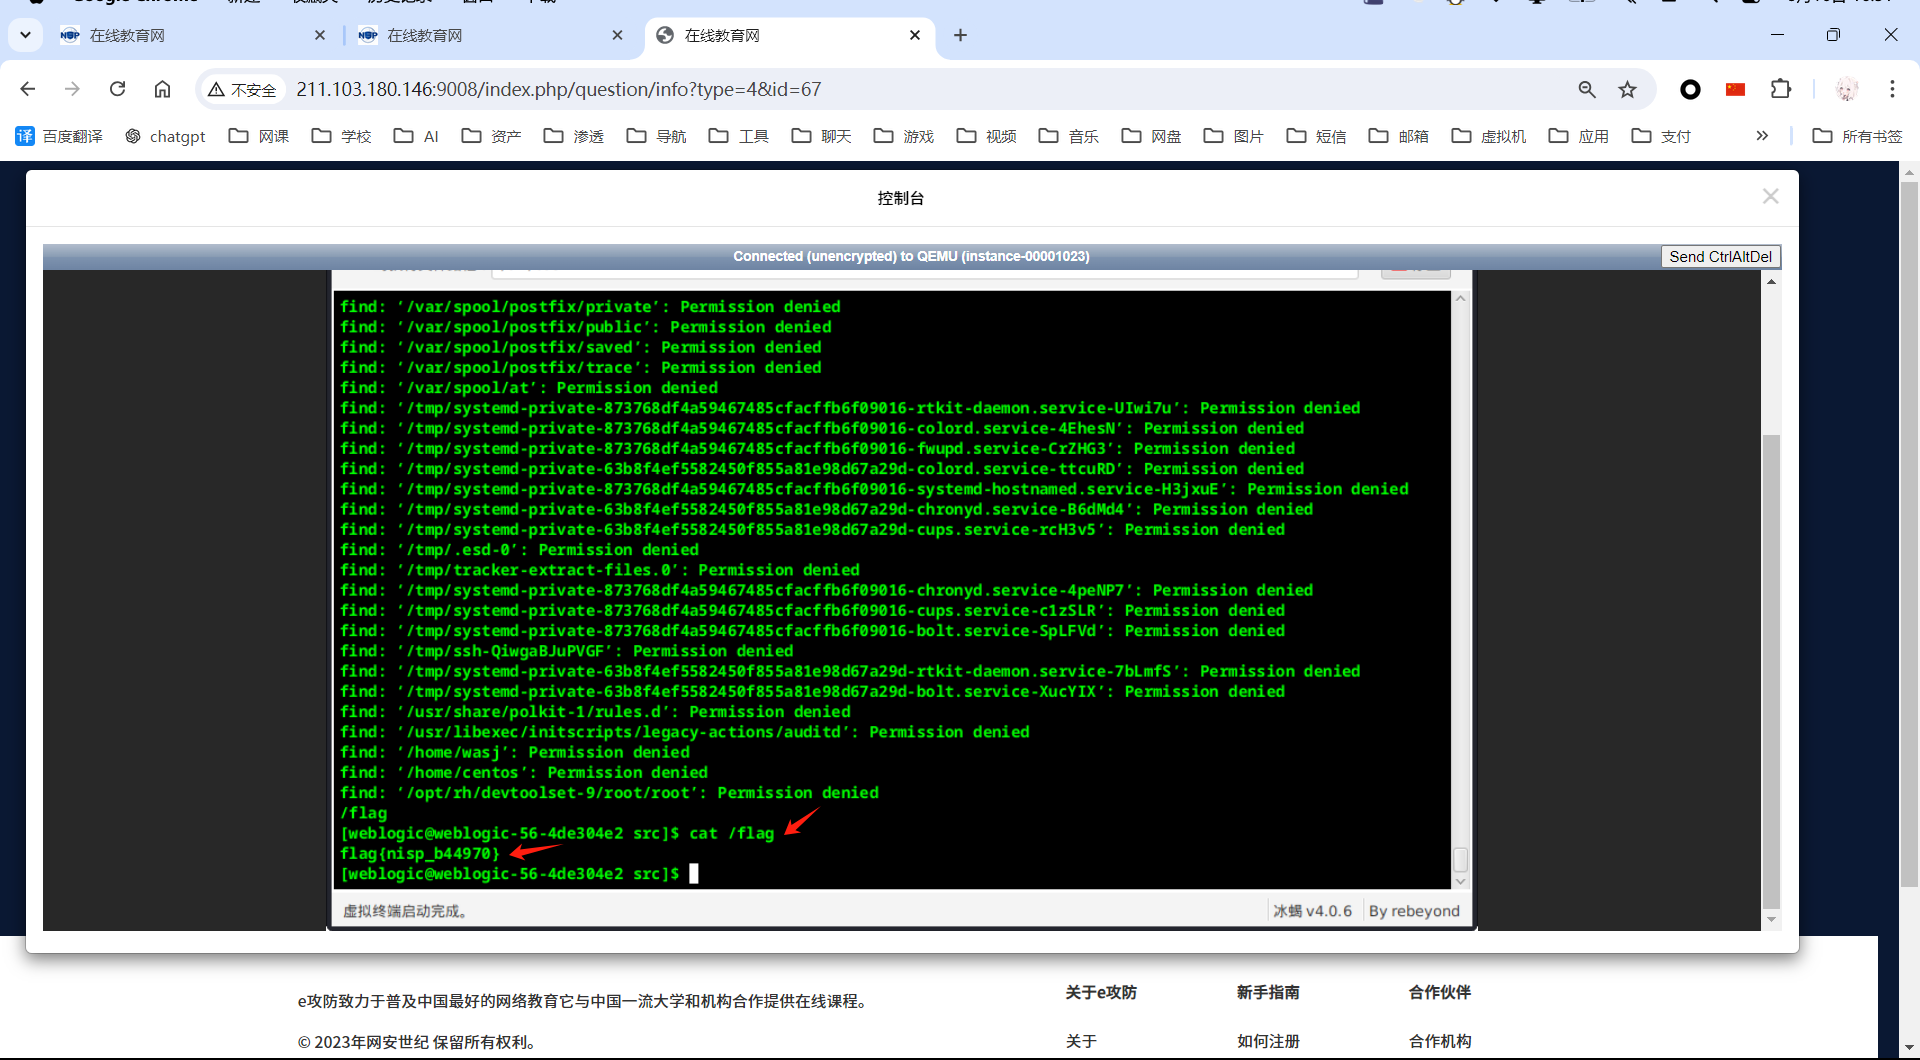 在线教育网
在线教育网
在线教育网
不安全
211.103.180.146:9008/index.php/question/info?type=4&id=67
百度翻译
chatgpt
网课
学校
AI
资产
渗透
导航
工具
聊天
游戏
视频
音乐
网盘
图片
短信
邮箱
虚拟机
应用
支付
所有书签
控制台
Connected (unencrypted) to QEMU (instance-00001023)
Send CtrlAltDel
find: ‘/var/spool/postfix/private’: Permission denied
find: ‘/var/spool/postfix/public’: Permission denied
find: ‘/var/spool/postfix/saved’: Permission denied
find: ‘/var/spool/postfix/trace’: Permission denied
find: ‘/var/spool/at’: Permission denied
find: ‘/tmp/systemd-private-873768df4a59467485cfacffb6f09016-rtkit-daemon.service-UIwi7u’: Permission denied
find: ‘/tmp/systemd-private-873768df4a59467485cfacffb6f09016-colord.service-4EhesN’: Permission denied
find: ‘/tmp/systemd-private-873768df4a59467485cfacffb6f09016-fwupd.service-CrZHG3’: Permission denied
find: ‘/tmp/systemd-private-63b8f4ef5582450f855a81e98d67a29d-colord.service-ttcuRD’: Permission denied
find: ‘/tmp/systemd-private-873768df4a59467485cfacffb6f09016-systemd-hostnamed.service-H3jxuE’: Permission denied
find: ‘/tmp/systemd-private-63b8f4ef5582450f855a81e98d67a29d-chronyd.service-B6dMd4’: Permission denied
find: ‘/tmp/systemd-private-63b8f4ef5582450f855a81e98d67a29d-cups.service-rcH3v5’: Permission denied
find: ‘/tmp/.esd-0’: Permission denied
find: ‘/tmp/tracker-extract-files.0’: Permission denied
find: ‘/tmp/systemd-private-873768df4a59467485cfacffb6f09016-chronyd.service-4peNP7’: Permission denied
find: ‘/tmp/systemd-private-873768df4a59467485cfacffb6f09016-cups.service-c1zSLR’: Permission denied
find: ‘/tmp/systemd-private-873768df4a59467485cfacffb6f09016-bolt.service-SpLFVd’: Permission denied
find: ‘/tmp/ssh-QiwgaBJuPVGF’: Permission denied
find: ‘/tmp/systemd-private-63b8f4ef5582450f855a81e98d67a29d-rtkit-daemon.service-7bLmfS’: Permission denied
find: ‘/tmp/systemd-private-63b8f4ef5582450f855a81e98d67a29d-bolt.service-XucYIX’: Permission denied
find: ‘/usr/share/polkit-1/rules.d’: Permission denied
find: ‘/usr/libexec/initscripts/legacy-actions/auditd’: Permission denied
find: ‘/home/wasj’: Permission denied
find: ‘/home/centos’: Permission denied
find: ‘/opt/rh/devtoolset-9/root/root’: Permission denied
/flag
[weblogic@weblogic-56-4de304e2 src]$ cat /flag
flag{nisp_b44970}
[weblogic@weblogic-56-4de304e2 src]$
虚拟终端启动完成。
冰蝎 v4.0.6
By rebeyond
e攻防致力于普及中国最好的网络教育它与中国一流大学和机构合作提供在线课程。
© 2023年网安世纪 保留所有权利。
关于e攻防
新手指南
合作伙伴
关于
如何注册
合作机构